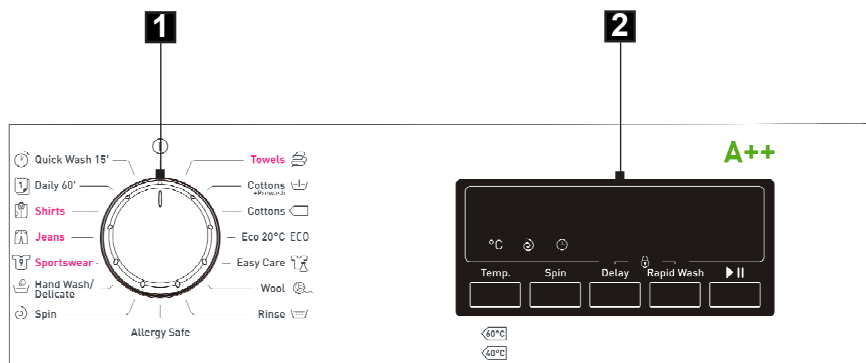 1
2
A++
Quick Wash 15'
Daily 60'
Shirts
Jeans
Sportswear
Hand Wash/
Delicate
Spin
Allergy Safe
Towels
Cottons
+Prewash
Cottons
Eco 20°C ECO
Easy Care
Wool
Rinse
°C
Temp. Spin Delay Rapid Wash
60°C
40°C